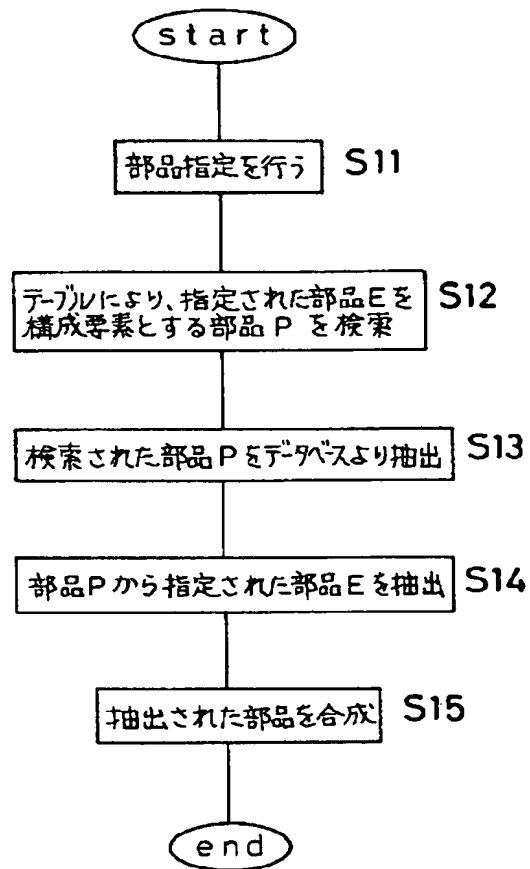 start
部品指定を行う S11
テーブルにより、指定された部品Eを S12
構成要素とする部品P を検索
検索された部品Pをデータベースより抽出 S13
部品Pから指定された部品Eを抽出 S14
抽出された部品を合成 S15
end